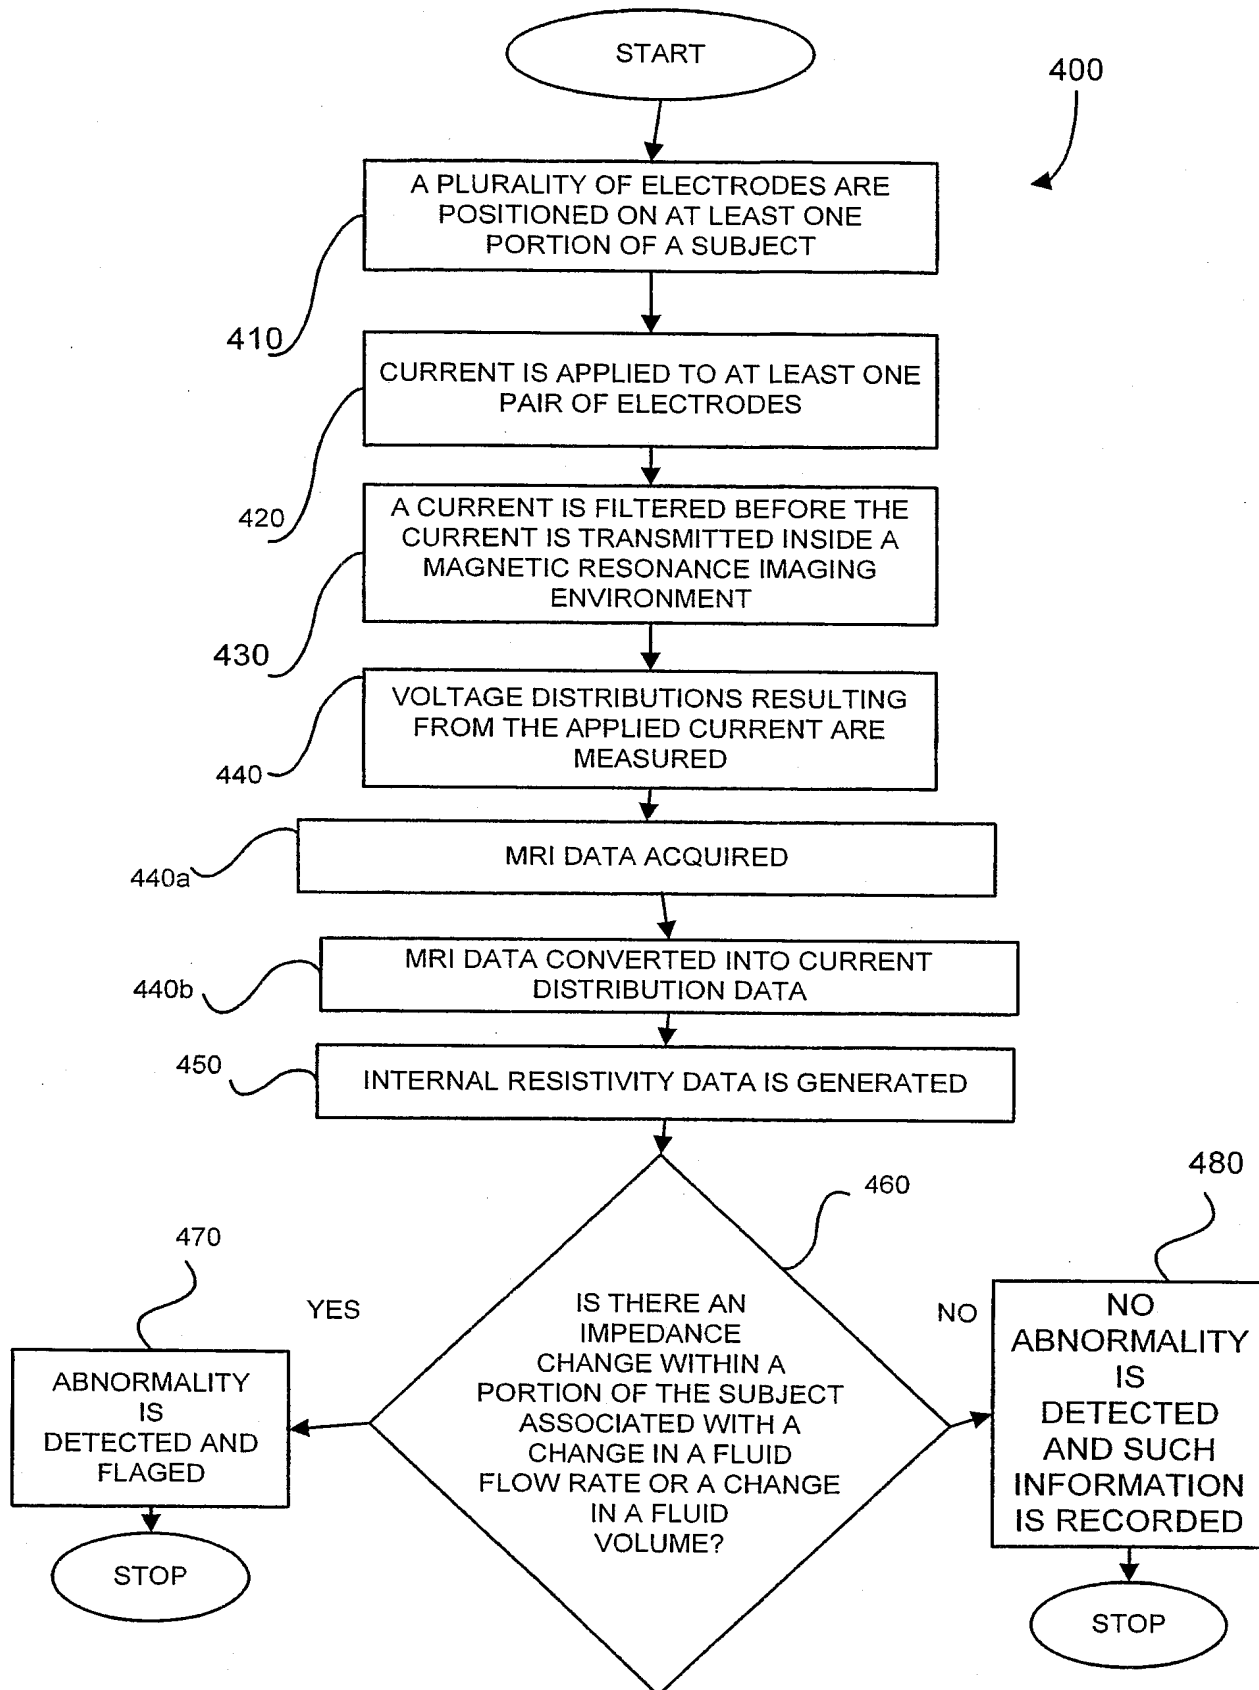 START
400
A PLURALITY OF ELECTRODES ARE
POSITIONED ON AT LEAST ONE
PORTION OF A SUBJECT
410
CURRENT IS APPLIED TO AT LEAST ONE
PAIR OF ELECTRODES
420
A CURRENT IS FILTERED BEFORE THE
CURRENT IS TRANSMITTED INSIDE A
MAGNETIC RESONANCE IMAGING
ENVIRONMENT
430
VOLTAGE DISTRIBUTIONS RESULTING
FROM THE APPLIED CURRENT ARE
MEASURED
440
MRI DATA ACQUIRED
440a
MRI DATA CONVERTED INTO CURRENT
DISTRIBUTION DATA
440b
450
INTERNAL RESISTIVITY DATA IS GENERATED
460
IS THERE AN
IMPEDANCE
CHANGE WITHIN A
PORTION OF THE SUBJECT
ASSOCIATED WITH A
CHANGE IN A FLUID
FLOW RATE OR A CHANGE
IN A FLUID
VOLUME?
YES
470
ABNORMALITY
IS
DETECTED AND
FLAGED
STOP
NO
480
NO
ABNORMALITY
IS
DETECTED
AND SUCH
INFORMATION
IS RECORDED
STOP